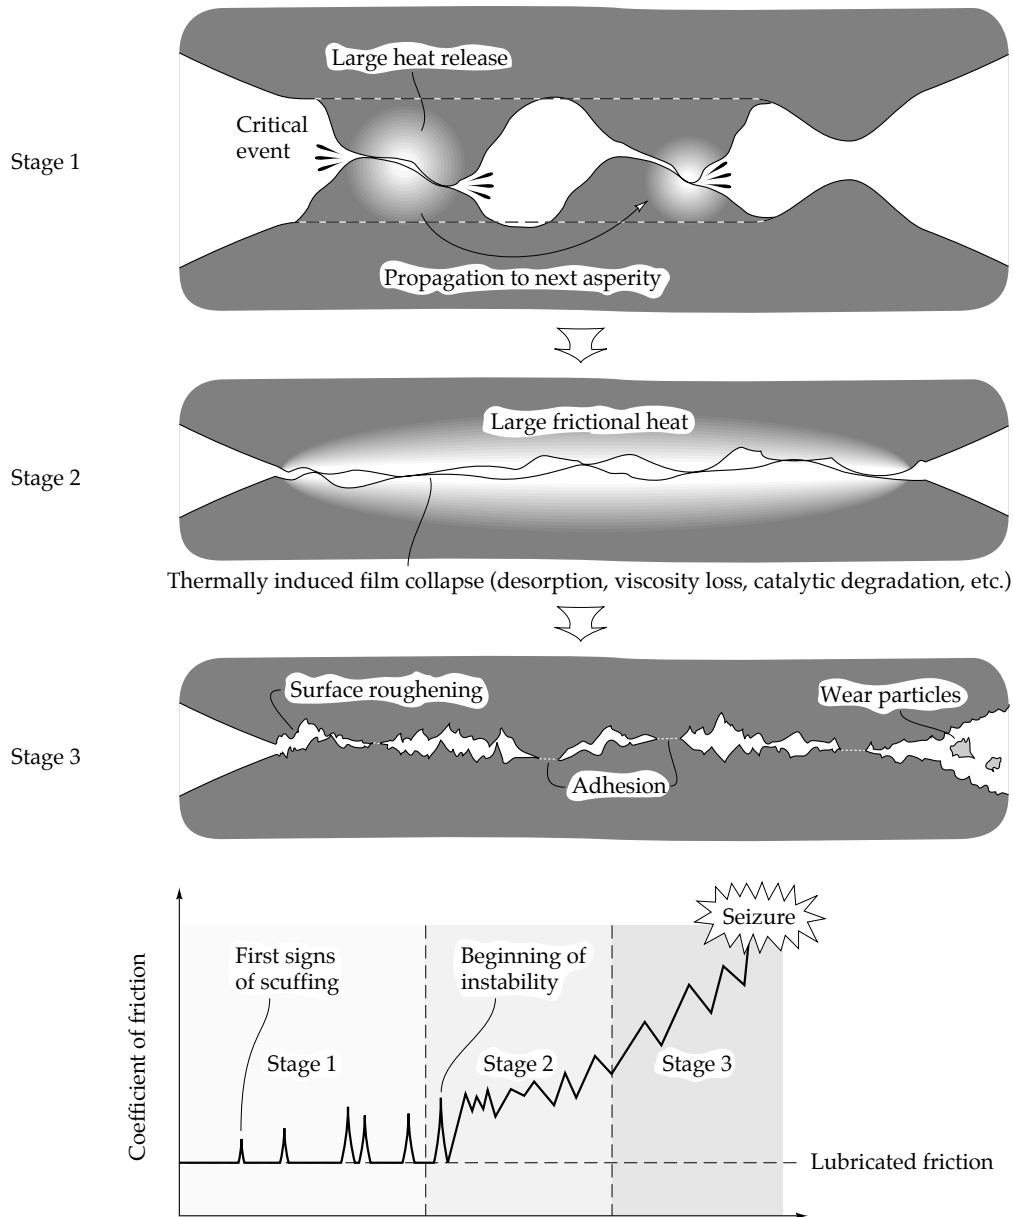 Large heat release
Critical
event
Stage 1
Propagation to next asperity
Large frictional heat
Stage 2
Thermally induced film collapse (desorption, viscosity loss, catalytic degradation, etc.)
Surface roughening
Wear particles
Stage 3
Adhesion
Seizure
First signs
of scuffing
Beginning of
instability
Coefficient of friction
Stage 1
Stage 2
Stage 3
Lubricated friction